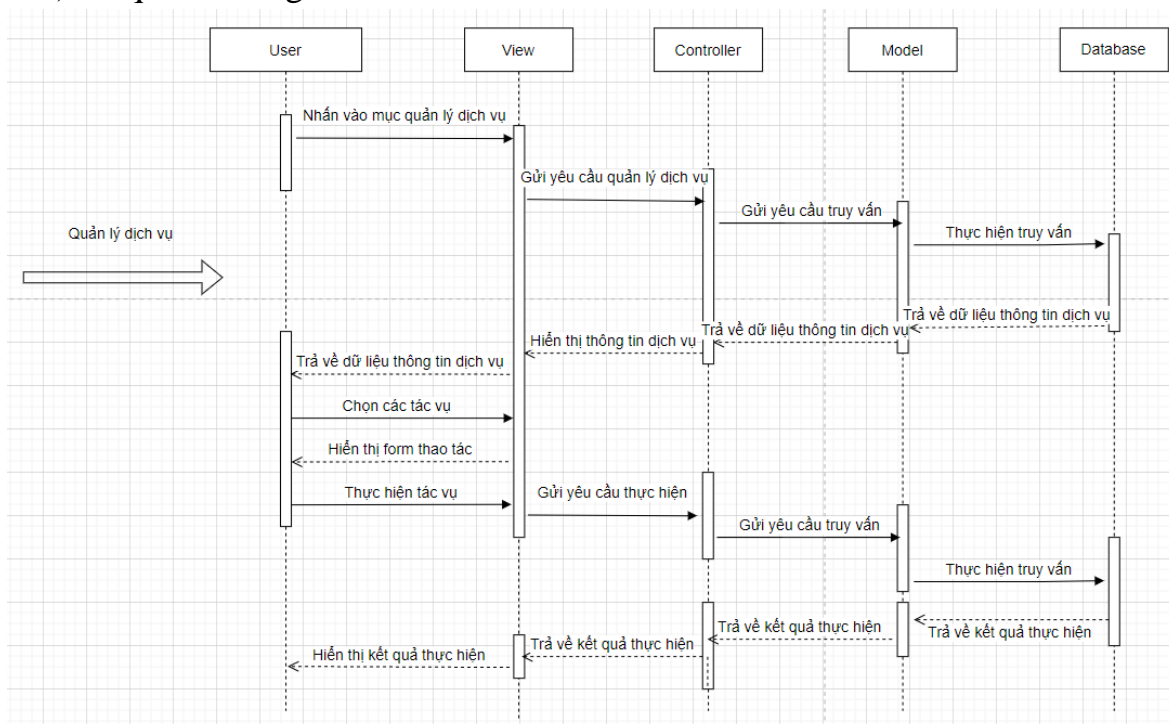 User
View
Controller
Model
Database
Nhấn vào mục quản lý dịch vụ
Gửi yêu cầu quản lý dịch vụ
Gửi yêu cầu truy vấn
Thực hiện truy vấn
Quản lý dịch vụ
Trả về dữ liệu thông tin dịch vụ
Trả về dữ liệu thông tin dịch vụ
Hiển thị thông tin dịch vụ
Trả về dữ liệu thông tin dịch vụ
Chọn các tác vụ
Hiển thị form thao tác
Thực hiện tác vụ
Gửi yêu cầu thực hiện
Gửi yêu cầu truy vấn
Thực hiện truy vấn
Trả về kết quả thực hiện
Trả về kết quả thực hiện
Trả về kết quả thực hiện
Hiển thị kết quả thực hiện